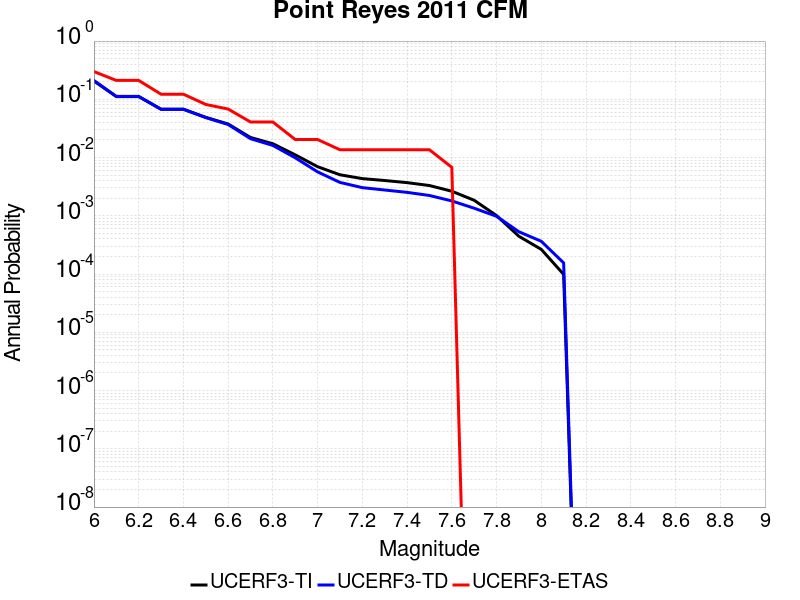 Point Reyes 2011 CFM
Annual Probability
10^0
10^-1
10^-2
10^-3
10^-4
10^-5
10^-6
10^-7
10^-8
6 6.2 6.4 6.6 6.8 7 7.2 7.4 7.6 7.8 8 8.2 8.4 8.6 8.8 9
Magnitude
UCERF3-TI UCERF3-TD UCERF3-ETAS